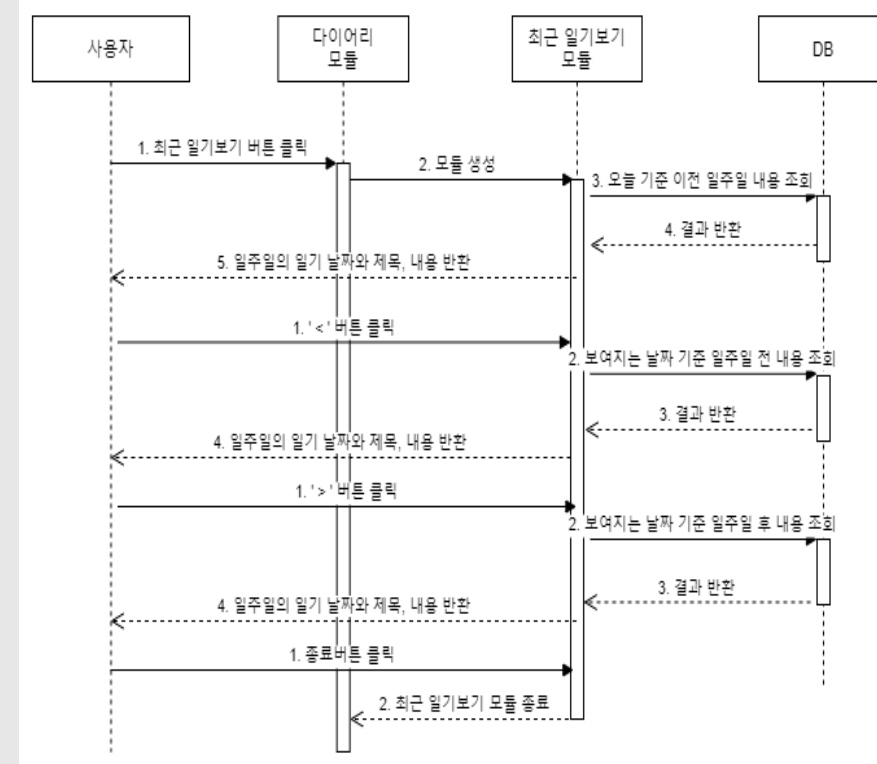 사용자
다이어리
모듈
최근 일기보기
모듈
DB
1. 최근 일기보기 버튼 클릭
2. 모듈 생성
3. 오늘 기준 이전 일주일 내용 조회
4. 결과 반환
5. 일주일의 일기 날짜와 제목, 내용 반환
1. ' < ' 버튼 클릭
2. 보여지는 날짜 기준 일주일 전 내용 조회
3. 결과 반환
4. 일주일의 일기 날짜와 제목, 내용 반환
1. ' > ' 버튼 클릭
2. 보여지는 날짜 기준 일주일 후 내용 조회
3. 결과 반환
4. 일주일의 일기 날짜와 제목, 내용 반환
1. 종료버튼 클릭
2. 최근 일기보기 모듈 종료